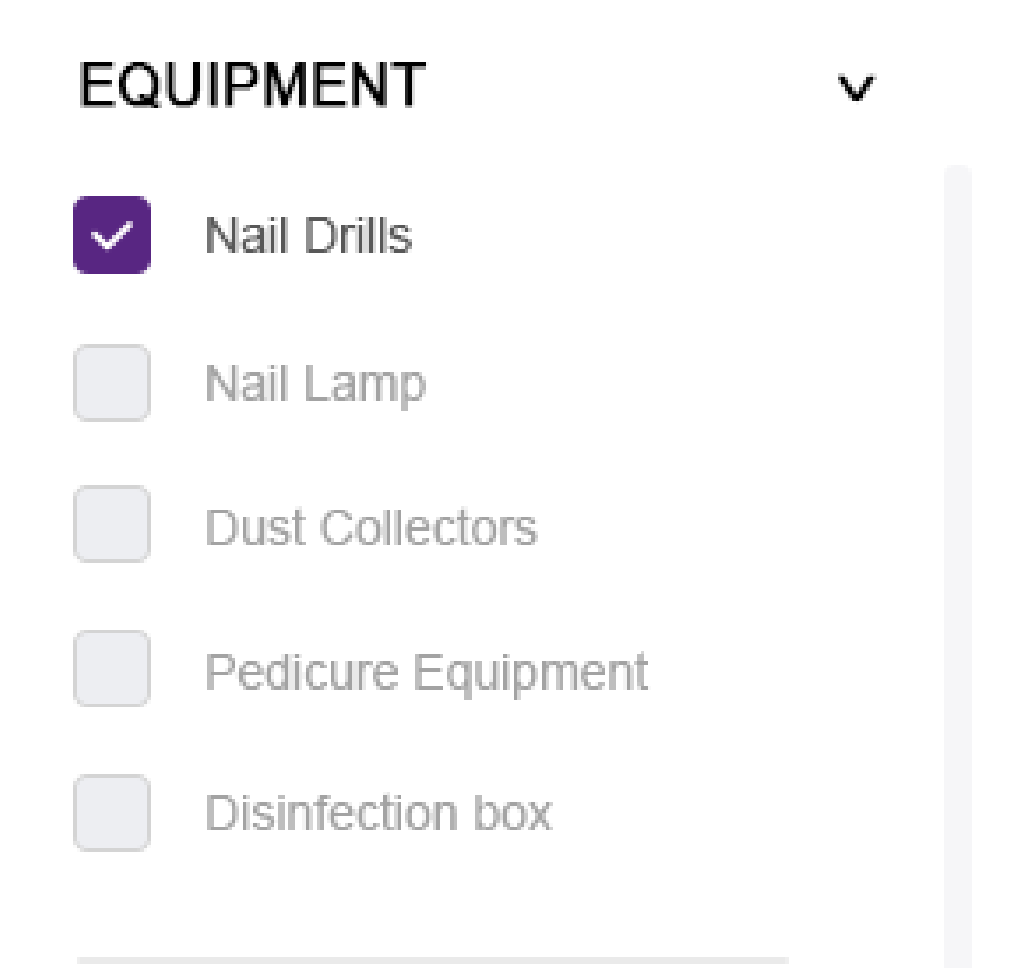 EQUIPMENT
Nail Drills
Nail Lamp
Dust Collectors
Pedicure Equipment
Disinfection box